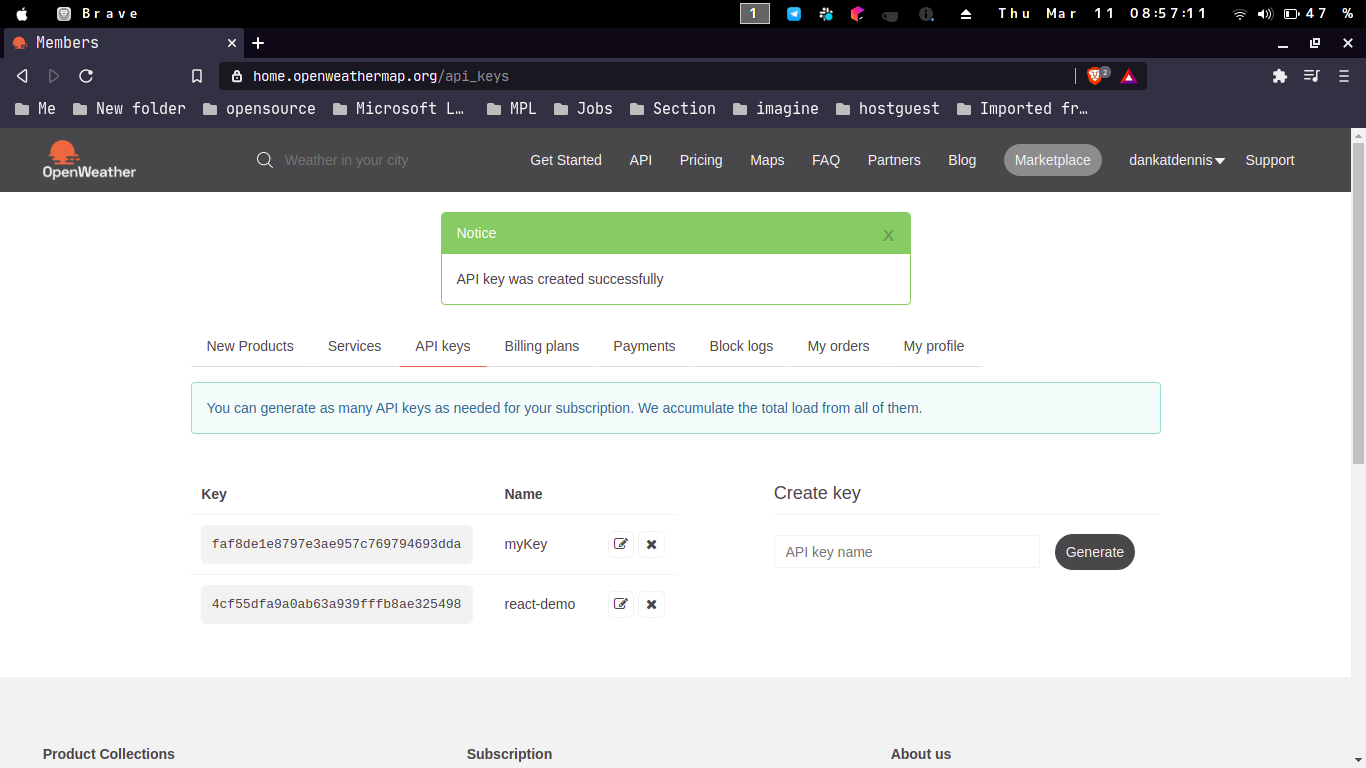 Brave 1 Thu Mar 11 08:57:11 47 %
Members
home.openweathermap.org/api_keys 2
Me New folder opensource Microsoft L… MPL Jobs Section imagine hostguest Imported fr…
OpenWeather Weather in your city Get Started API Pricing Maps FAQ Partners Blog Marketplace dankatdennis Support
Notice x
API key was created successfully
New Products Services API keys Billing plans Payments Block logs My orders My profile
You can generate as many API keys as needed for your subscription. We accumulate the total load from all of them.
Key Name Create key
faf8de1e8797e3ae957c769794693dda myKey API key name Generate
4cf55dfa9a0ab63a939fffb8ae325498 react-demo
Product Collections Subscription About us